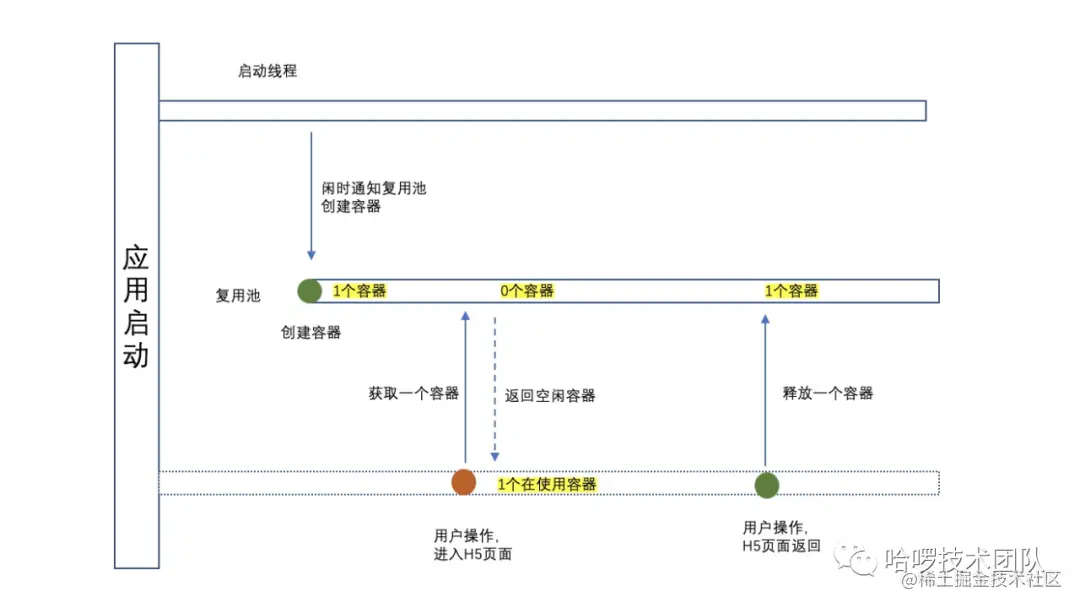 启动线程
闲时通知复用池
创建容器
应用启动
复用池
1个容器
0个容器
1个容器
创建容器
获取一个容器
返回空闲容器
释放一个容器
1个在使用容器
用户操作，
进入H5页面
用户操作，
H5页面返回
哈啰技术团队
@稀土掘金技术社区